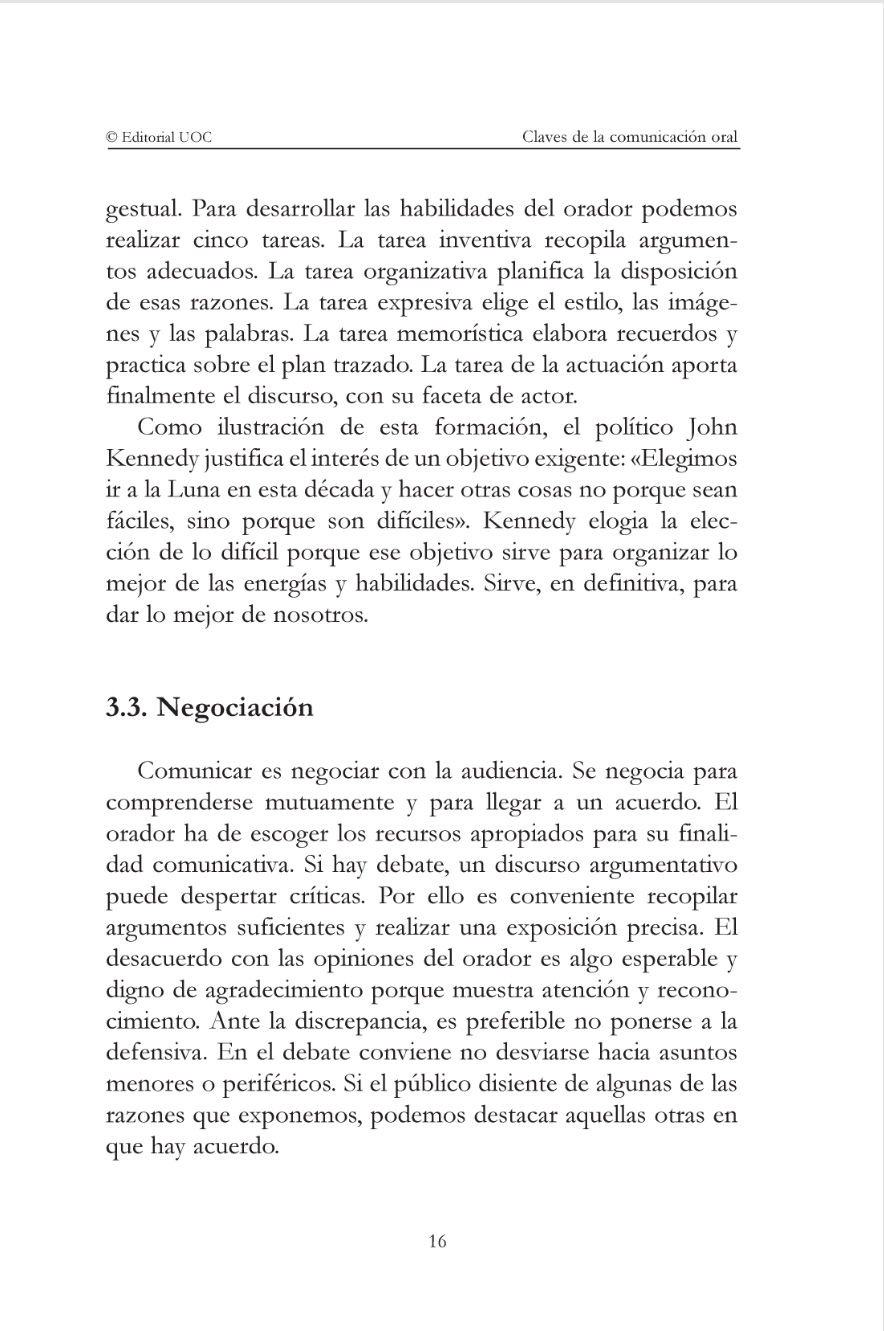 © Editorial UOC
Claves de la comunicación oral
gestual. Para desarrollar las habilidades del orador podemos
realizar cinco tareas. La tarea inventiva recopila argumen-
tos adecuados. La tarea organizativa planifica la disposición
de esas razones. La tarea expresiva elige el estilo, las imáge-
nes y las palabras. La tarea memorística elabora recuerdos y
practica sobre el plan trazado. La tarea de la actuación aporta
finalmente el discurso, con su faceta de actor.
Como ilustración de esta formación, el político John
Kennedy justifica el interés de un objetivo exigente: «Elegimos
ir a la Luna en esta década y hacer otras cosas no porque sean
fáciles, sino porque son difíciles». Kennedy elogia la elec-
ción de lo difícil porque ese objetivo sirve para organizar lo
mejor de las energías y habilidades. Sirve, en definitiva, para
dar lo mejor de nosotros.
3.3. Negociación
Comunicar es negociar con la audiencia. Se negocia para
comprenderse mutuamente y para llegar a un acuerdo. El
orador ha de escoger los recursos apropiados para su finali-
dad comunicativa. Si hay debate, un discurso argumentativo
puede despertar críticas. Por ello es conveniente recopilar
argumentos suficientes y realizar una exposición precisa. El
desacuerdo con las opiniones del orador es algo esperable y
digno de agradecimiento porque muestra atención y recono-
cimiento. Ante la discrepancia, es preferible no ponerse a la
defensiva. En el debate conviene no desviarse hacia asuntos
menores o periféricos. Si el público disiente de algunas de las
razones que exponemos, podemos destacar aquellas otras en
que hay acuerdo.
16